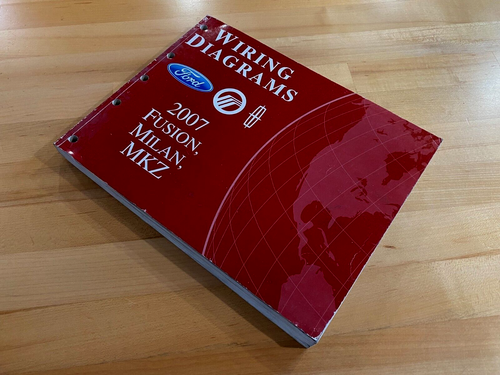 WIRING
DIAGRAMS
Ford
2007
FUSION,
MILAN,
MKZ